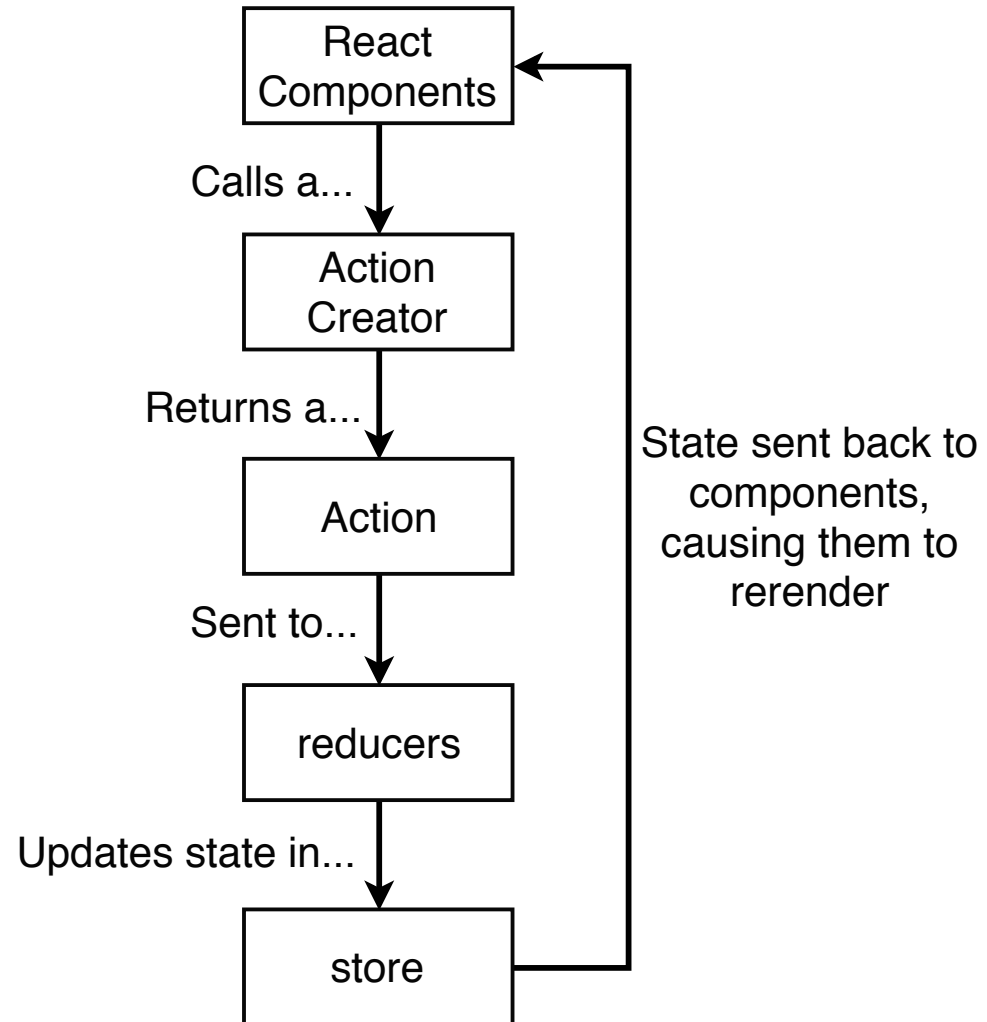 React
Components
Calls a...
Action
Creator
Returns a...
Action
Sent to...
reducers
Updates state in...
store
State sent back to
components,
causing them to
rerender